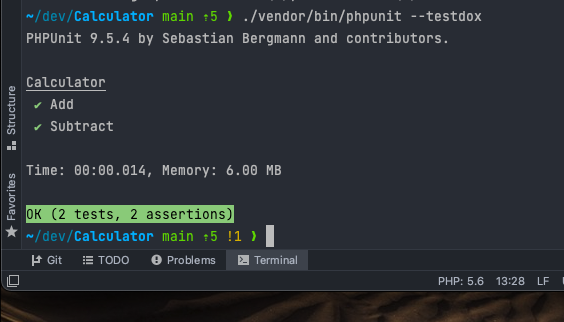 ~/dev/Calculator main ⇡5 ❯ ./vendor/bin/phpunit --testdox
PHPUnit 9.5.4 by Sebastian Bergmann and contributors.
Calculator
✔ Add
✔ Subtract
Time: 00:00.014, Memory: 6.00 MB
OK (2 tests, 2 assertions)
~/dev/Calculator main ⇡5 !1 ❯
Structure
Favorites
Git TODO Problems Terminal
PHP: 5.6 13:28 LF